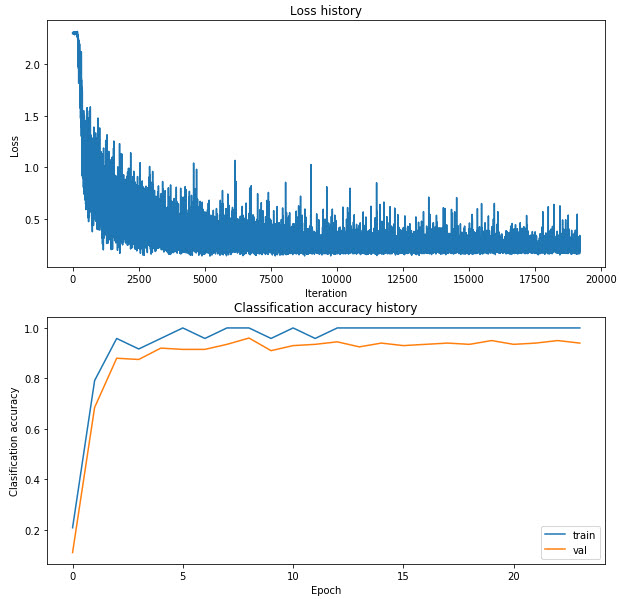 Loss history
Loss
2.0
1.5
1.0
0.5
0
2500
5000
7500
10000
12500
15000
17500
20000
Iteration
Classification accuracy history
Clasification accuracy
1.0
0.8
0.6
0.4
0.2
0
5
10
15
20
Epoch
train
val